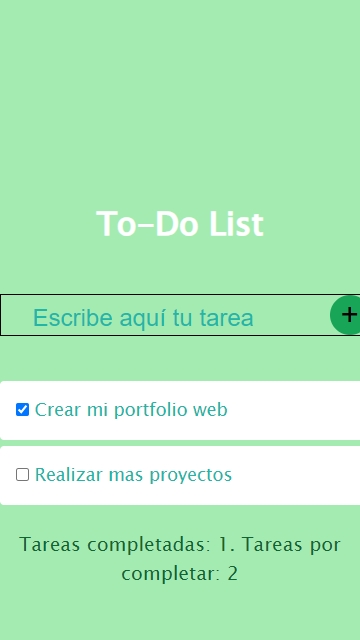 To-Do List
Escribe aquí tu tarea
+
Crear mi portfolio web
Realizar mas proyectos
Tareas completadas: 1. Tareas por
completar: 2